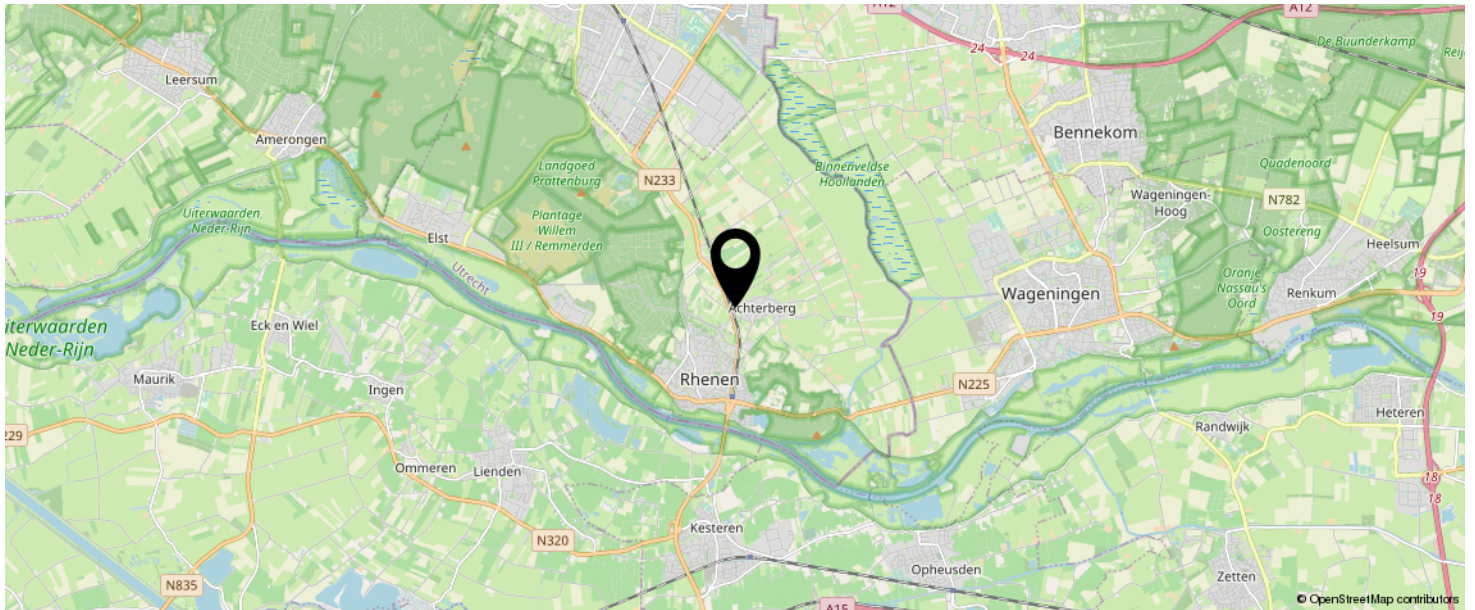 A12
A12
24
24
De Buunderkamp
Leersum
Amerongen
Bennekom
Landgoed
Prattenburg
Binnenveldse
Hooilanden
Quadenoord
N233
Wageningen-
Hoog
N782
Uiterwaarden
Neder-Rijn
Plantage
Willem
III / Remmerden
Oostereng
Elst
Heelsum
Utrecht
Oranje
Nassau's
Oord
19
Wageningen
Renkum
Achterberg
19
Eck en Wiel
Uiterwaarden
Neder-Rijn
Maurik
Ingen
Rhenen
N225
Heteren
229
Randwijk
Ommeren
Lienden
18
18
Kesteren
N320
Opheusden
Zetten
N835
A15
© OpenStreetMap contributors